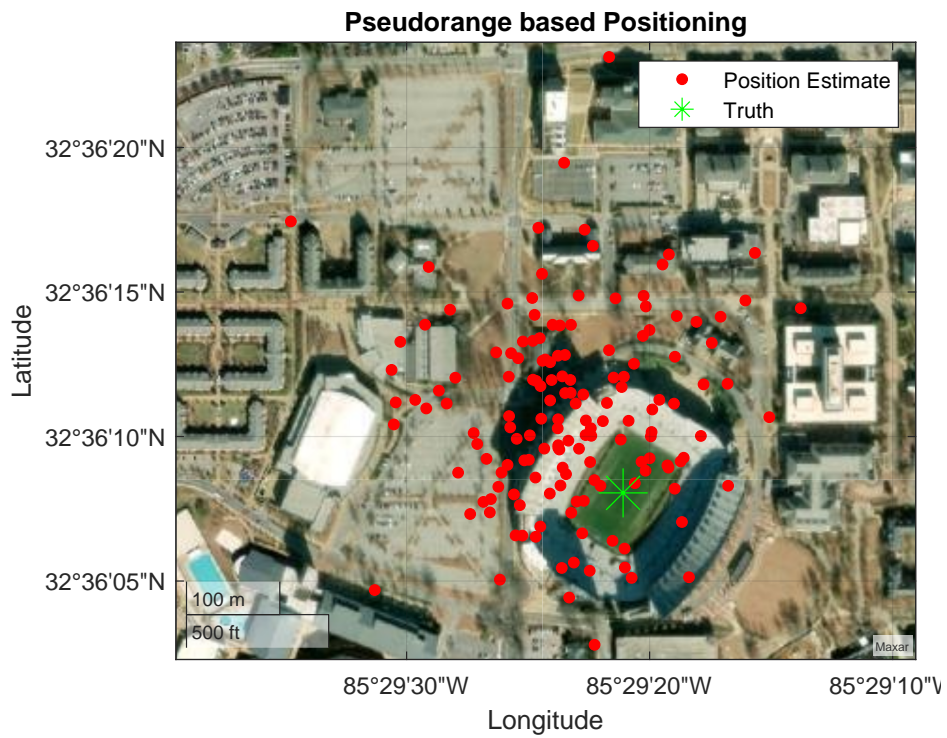 Pseudorange based Positioning
Position Estimate
Truth
32°36'20"N
32°36'15"N
32°36'10"N
32°36'05"N
Latitude
100 m
500 ft
Maxar
85°29'30"W
85°29'20"W
85°29'10"W
Longitude